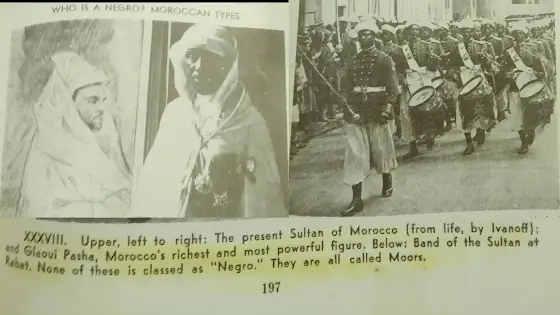 WHO IS A NEGRO? MOROCCAN TYPES
XXXVIII. Upper, left to right: The present Sultan of Morocco (from life, by Ivanoff);
and Glaoui Pasha, Morocco's richest and most powerful figure. Below: Band of the Sultan at
Rabat. None of these is classed as "Negro." They are all called Moors.
197